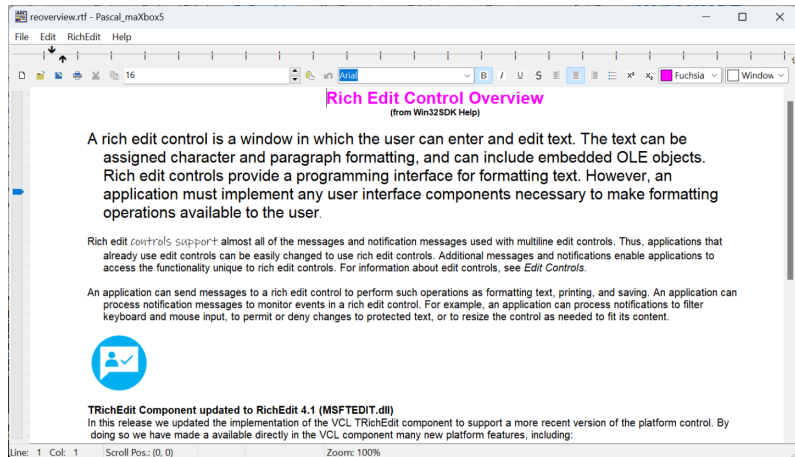 reoverview.rtf - Pascal_maXbox5
File Edit RichEdit Help
16 Arial B I U S X² X₂ Fuchsia Window
Rich Edit Control Overview
(from Win32SDK Help)
A rich edit control is a window in which the user can enter and edit text. The text can be
assigned character and paragraph formatting, and can include embedded OLE objects.
Rich edit controls provide a programming interface for formatting text. However, an
application must implement any user interface components necessary to make formatting
operations available to the user.
Rich edit controls support almost all of the messages and notification messages used with multiline edit controls. Thus, applications that
already use edit controls can be easily changed to use rich edit controls. Additional messages and notifications enable applications to
access the functionality unique to rich edit controls. For information about edit controls, see Edit Controls.
An application can send messages to a rich edit control to perform such operations as formatting text, printing, and saving. An application can
process notification messages to monitor events in a rich edit control. For example, an application can process notifications to filter
keyboard and mouse input, to permit or deny changes to protected text, or to resize the control as needed to fit its content.
TRichEdit Component updated to RichEdit 4.1 (MSFTEDIT.dll)
In this release we updated the implementation of the VCL TRichEdit component to support a more recent version of the platform control. By
doing so we have made a available directly in the VCL component many new platform features, including:
Line: 1 Col: 1 Scroll Pos.: (0, 0) Zoom: 100%